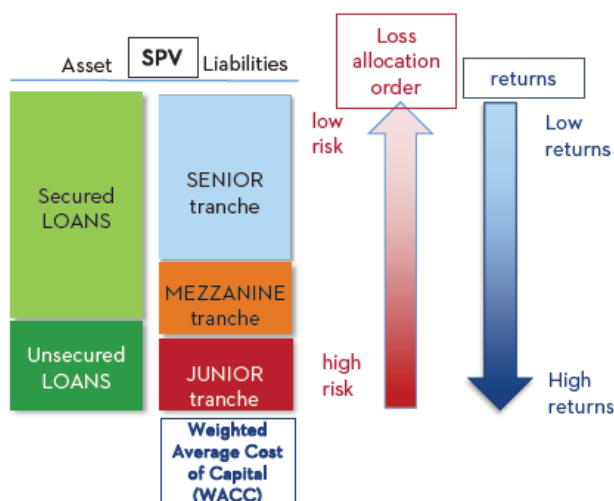 Asset
SPV
Liabilities
Secured
LOANS
Unsecured
LOANS
SENIOR
tranche
MEZZANINE
tranche
JUNIOR
tranche
Weighted
Average Cost
of Capital
(WACC)
Loss
allocation
order
low
risk
high
risk
returns
Low
returns
High
returns